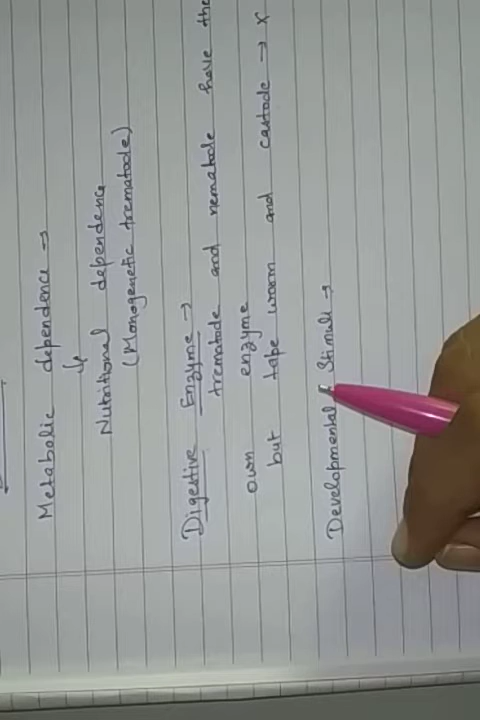 Metabolic dependence →
↳
Nutritional dependence
(Monogenetic trematode)
Digestive Enzyme →
trematode and nematode have the
own enzyme
but tape worm and castode → x
Developmental Stimuli →